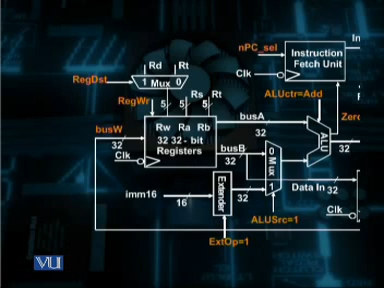 Rd Rt
nPC_sel
In
Instruction
Fetch Unit
RegDst
1 Mux 0
Clk
Rs Rt
RegWr
5 5 5
ALUctr=Add
busA
Zero
busW
Rw Ra Rb
32
32 32- bit
Registers
ALU
32
32
busB
Clk
32
0
Mux
1
imm16
16
Extender
32
Data In 32
Clk
ALUSrc=1
ExtOp=1
VU